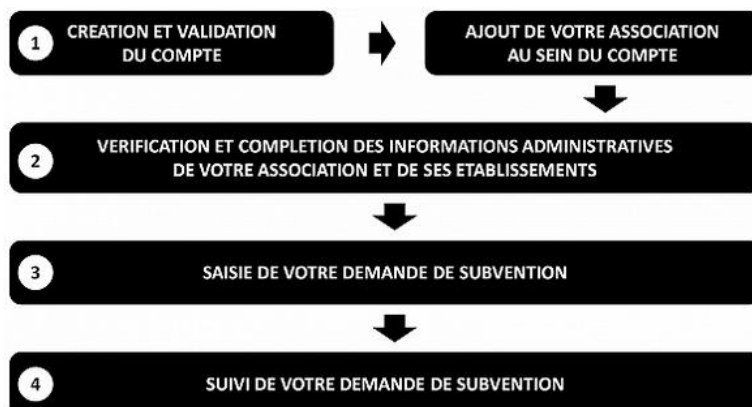 1
CREATION ET VALIDATION
DU COMPTE
AJOUT DE VOTRE ASSOCIATION
AU SEIN DU COMPTE
2
VERIFICATION ET COMPLETION DES INFORMATIONS ADMINISTRATIVES
DE VOTRE ASSOCIATION ET DE SES ETABLISSEMENTS
3
SAISIE DE VOTRE DEMANDE DE SUBVENTION
4
SUIVI DE VOTRE DEMANDE DE SUBVENTION